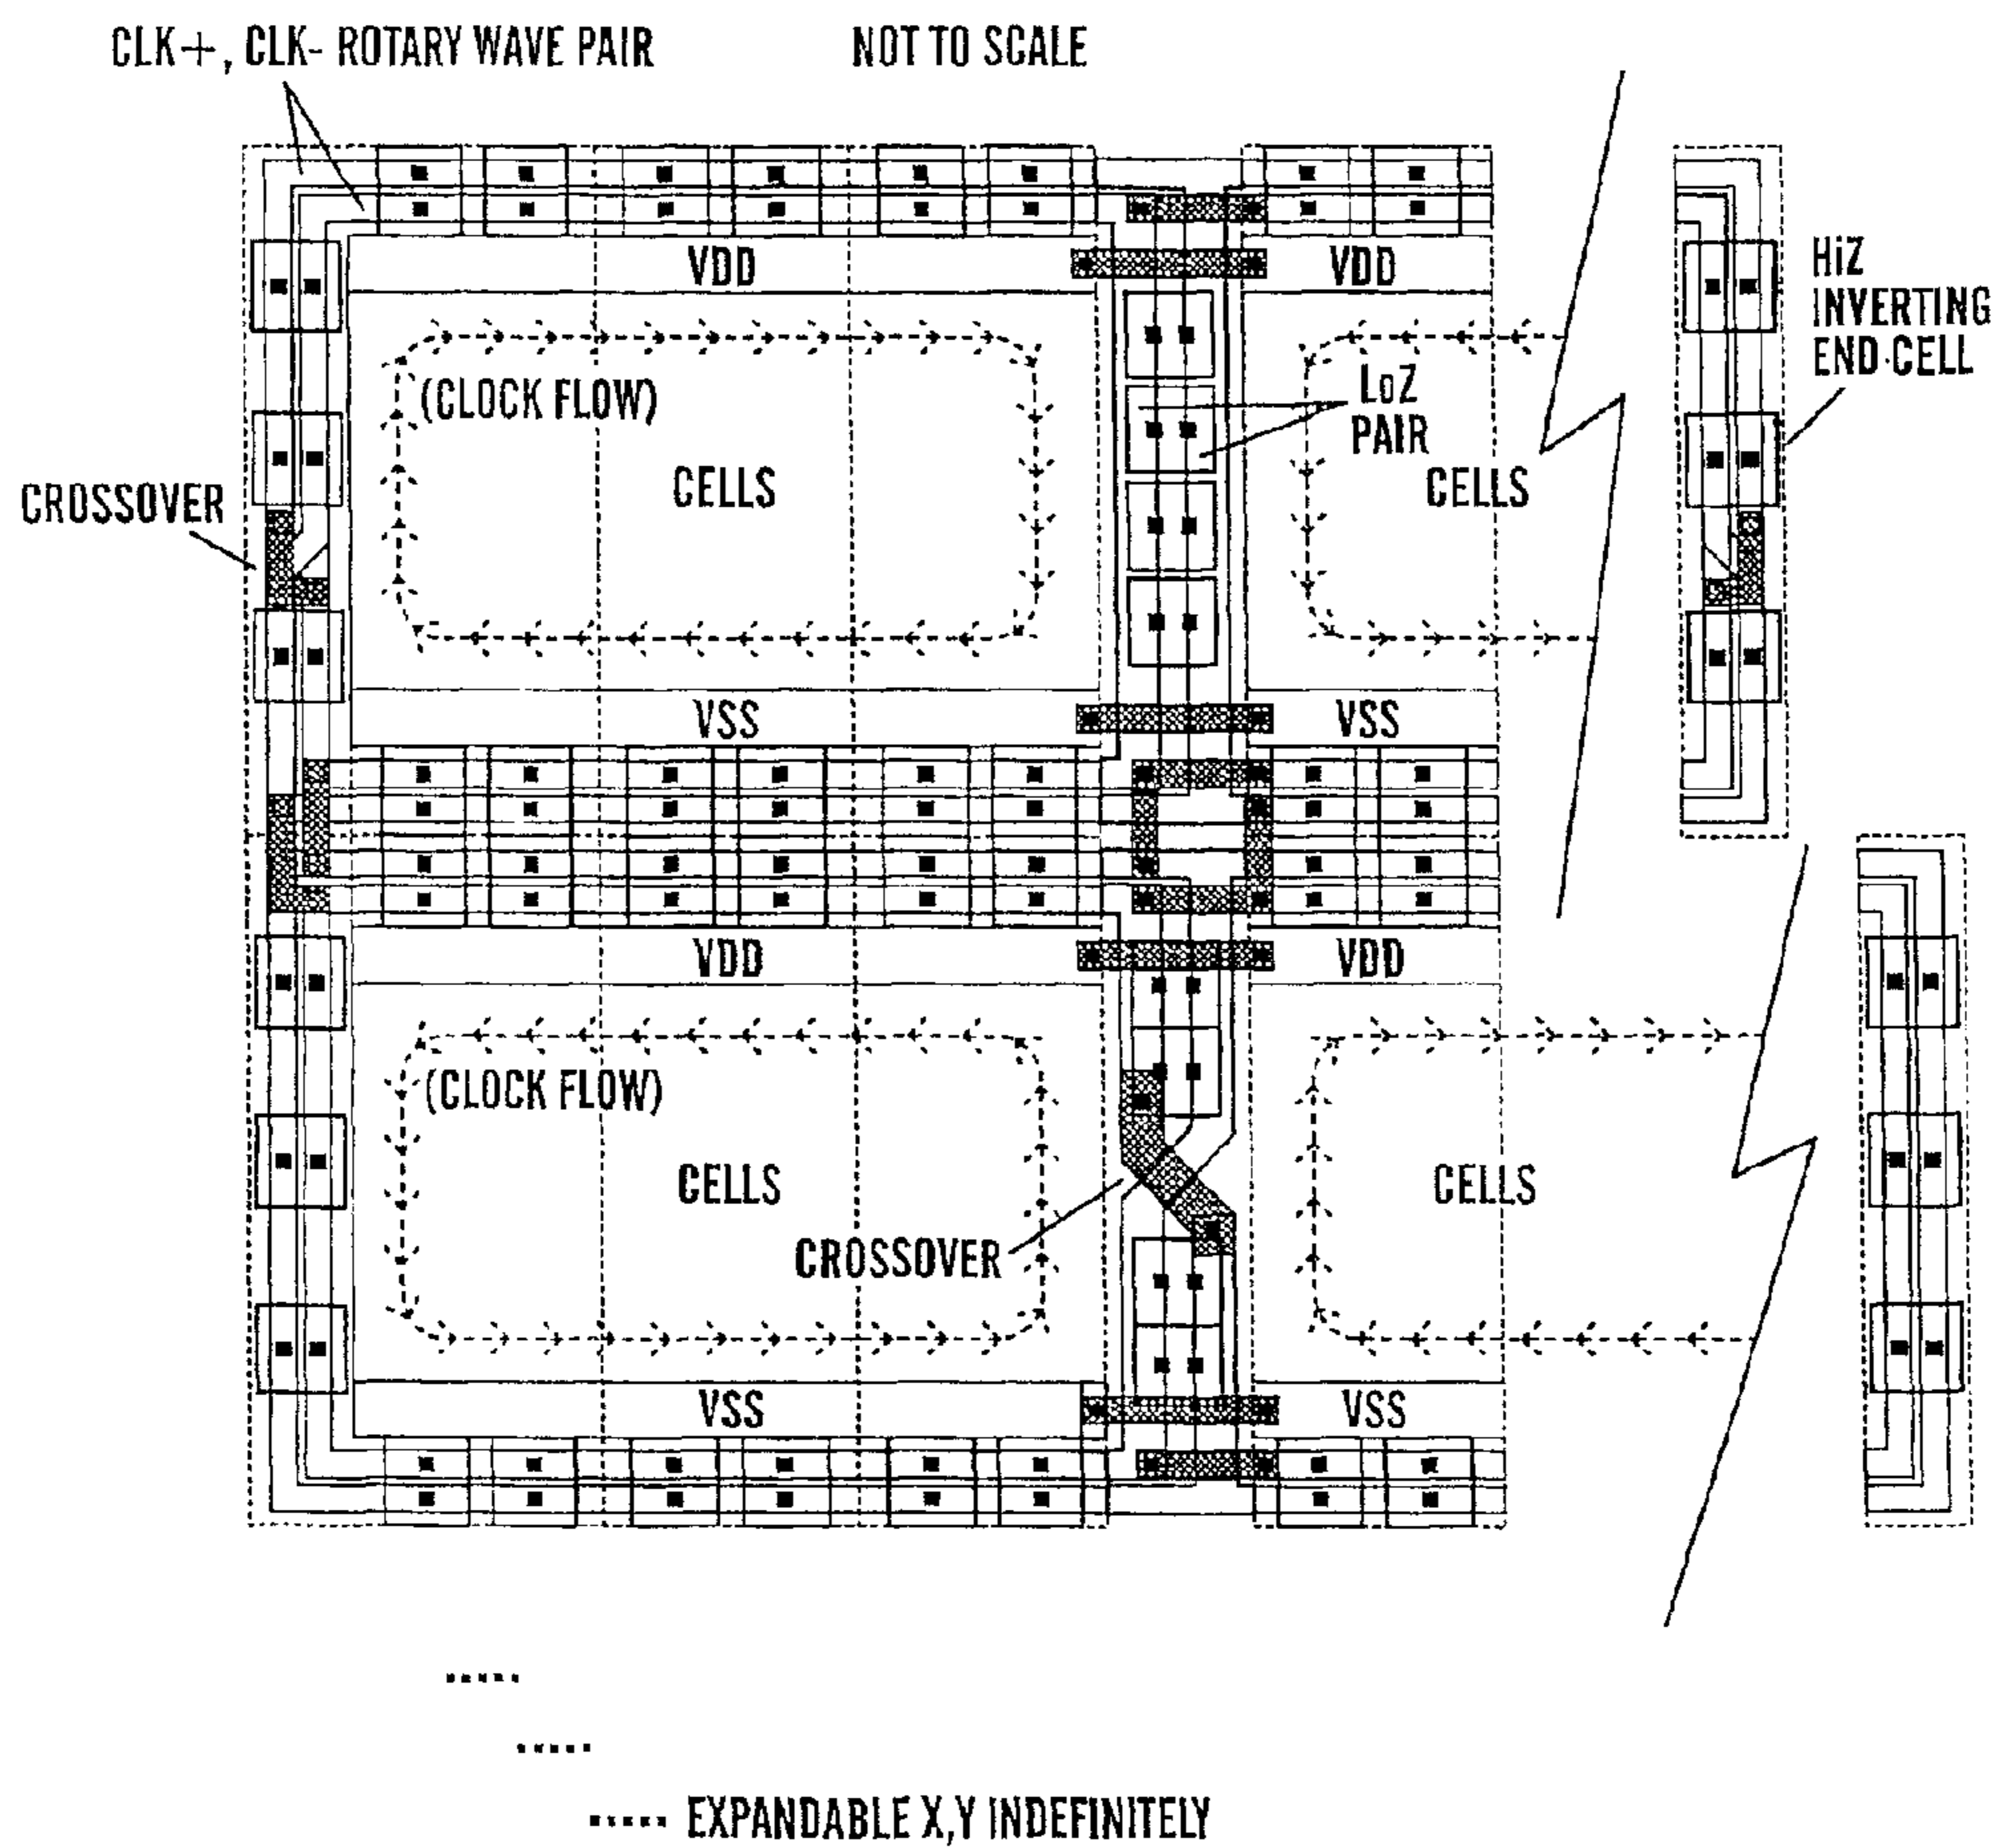 CLK+, CLK- ROTARY WAVE PAIR
NOT TO SCALE
VDD
VDD
HiZ
INVERTING
END CELL
(CLOCK FLOW)
LoZ
PAIR
CELLS
CELLS
CROSSOVER
VSS
VSS
VDD
VDD
(CLOCK FLOW)
CELLS
CELLS
CROSSOVER
VSS
VSS
.....
.....
..... EXPANDABLE X,Y INDEFINITELY